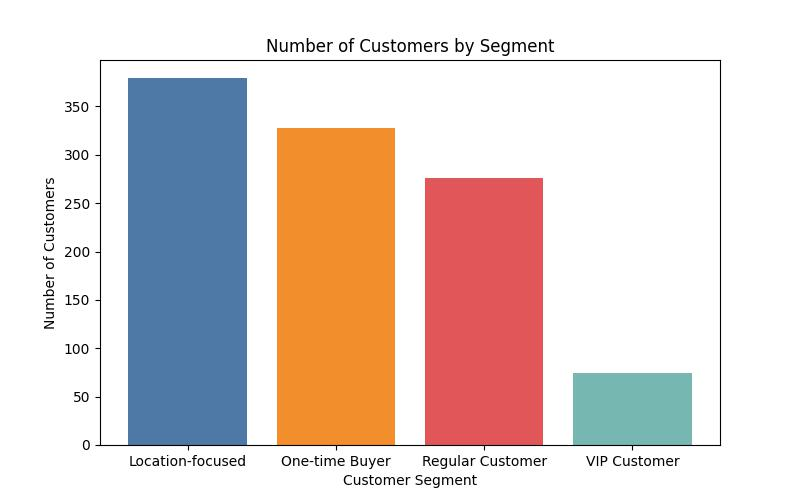 Number of Customers by Segment
Number of Customers
350
300
250
200
150
100
50
0
Location-focused One-time Buyer Regular Customer VIP Customer
Customer Segment